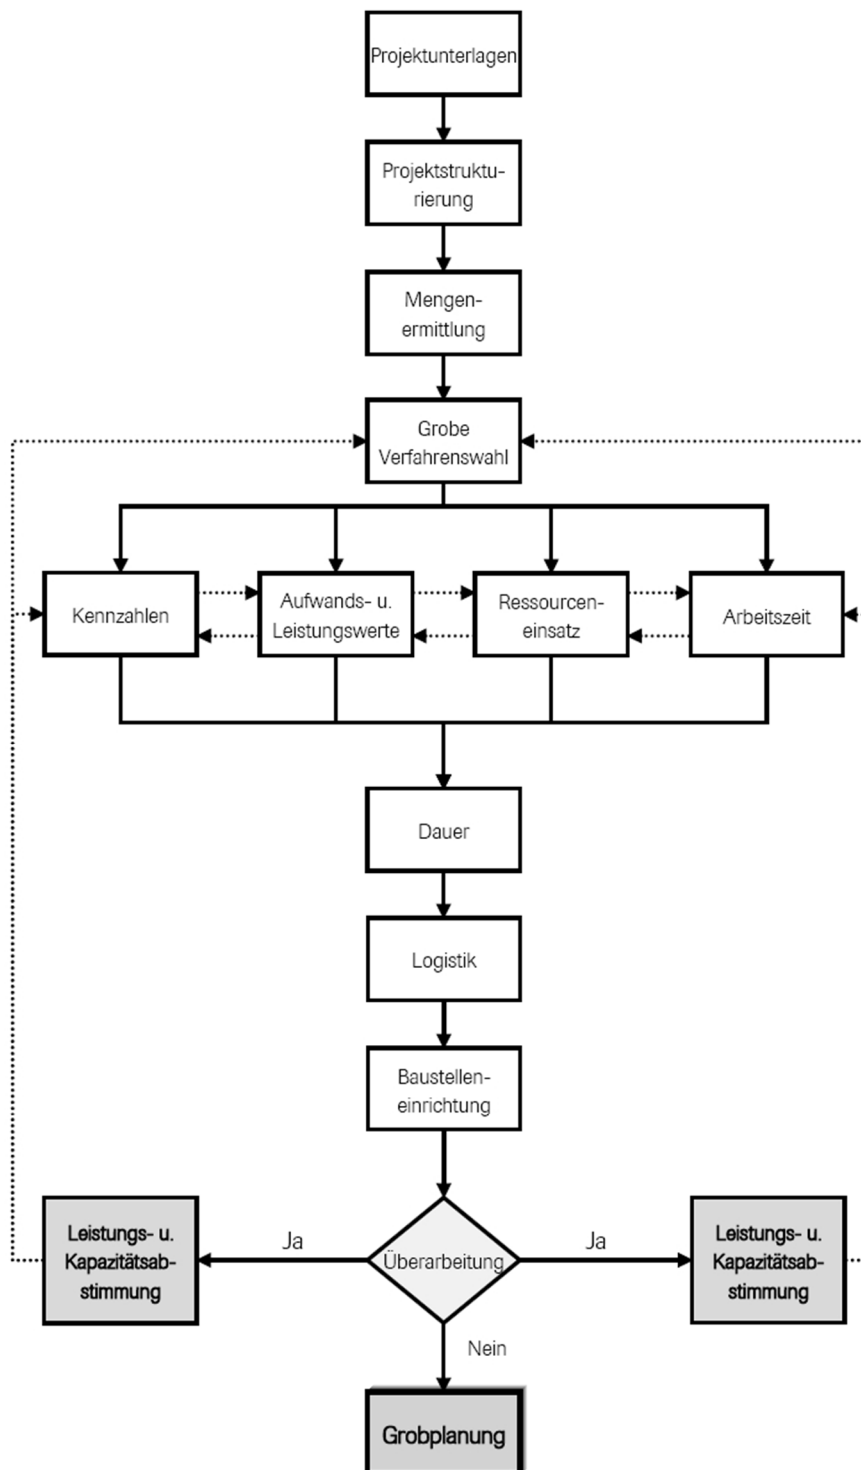 Projektunterlagen
Projektstruktu-
rierung
Mengen-
ermittlung
Grobe
Verfahrenswahl
Kennzahlen
Aufwands- u.
Leistungswerte
Ressourcen-
einsatz
Arbeitszeit
Dauer
Logistik
Baustellen-
einrichtung
Leistungs- u.
Kapazitätsab-
stimmung
Ja
Überarbeitung
Ja
Leistungs- u.
Kapazitätsab-
stimmung
Nein
Grobplanung